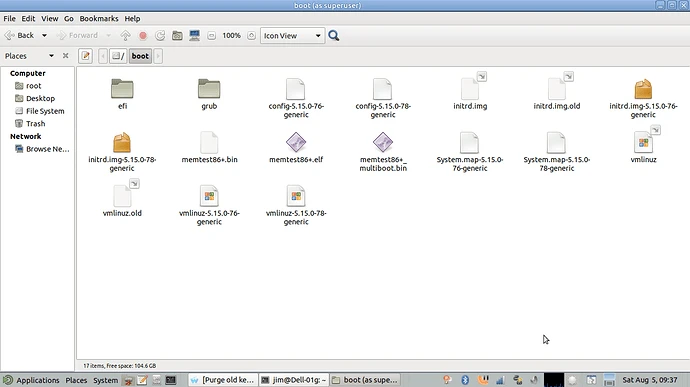 boot (as superuser)
File Edit View Go Bookmarks Help
Back Forward 100% Icon View
Places / boot
Computer
root
Desktop
File System
Trash
Network
Browse Ne...
efi grub config-5.15.0-76-generic config-5.15.0-78-generic initrd.img initrd.img.old initrd.img-5.15.0-76-generic
initrd.img-5.15.0-78-generic memtest86+.bin memtest86+.elf memtest86+_multiboot.bin System.map-5.15.0-76-generic System.map-5.15.0-78-generic vmlinuz
vmlinuz.old vmlinuz-5.15.0-76-generic vmlinuz-5.15.0-78-generic
17 items, Free space: 104.6 GB
Applications Places System [Purge old ke... jim@Dell-01g: ~ boot (as supe... Sat Aug 5, 09:37